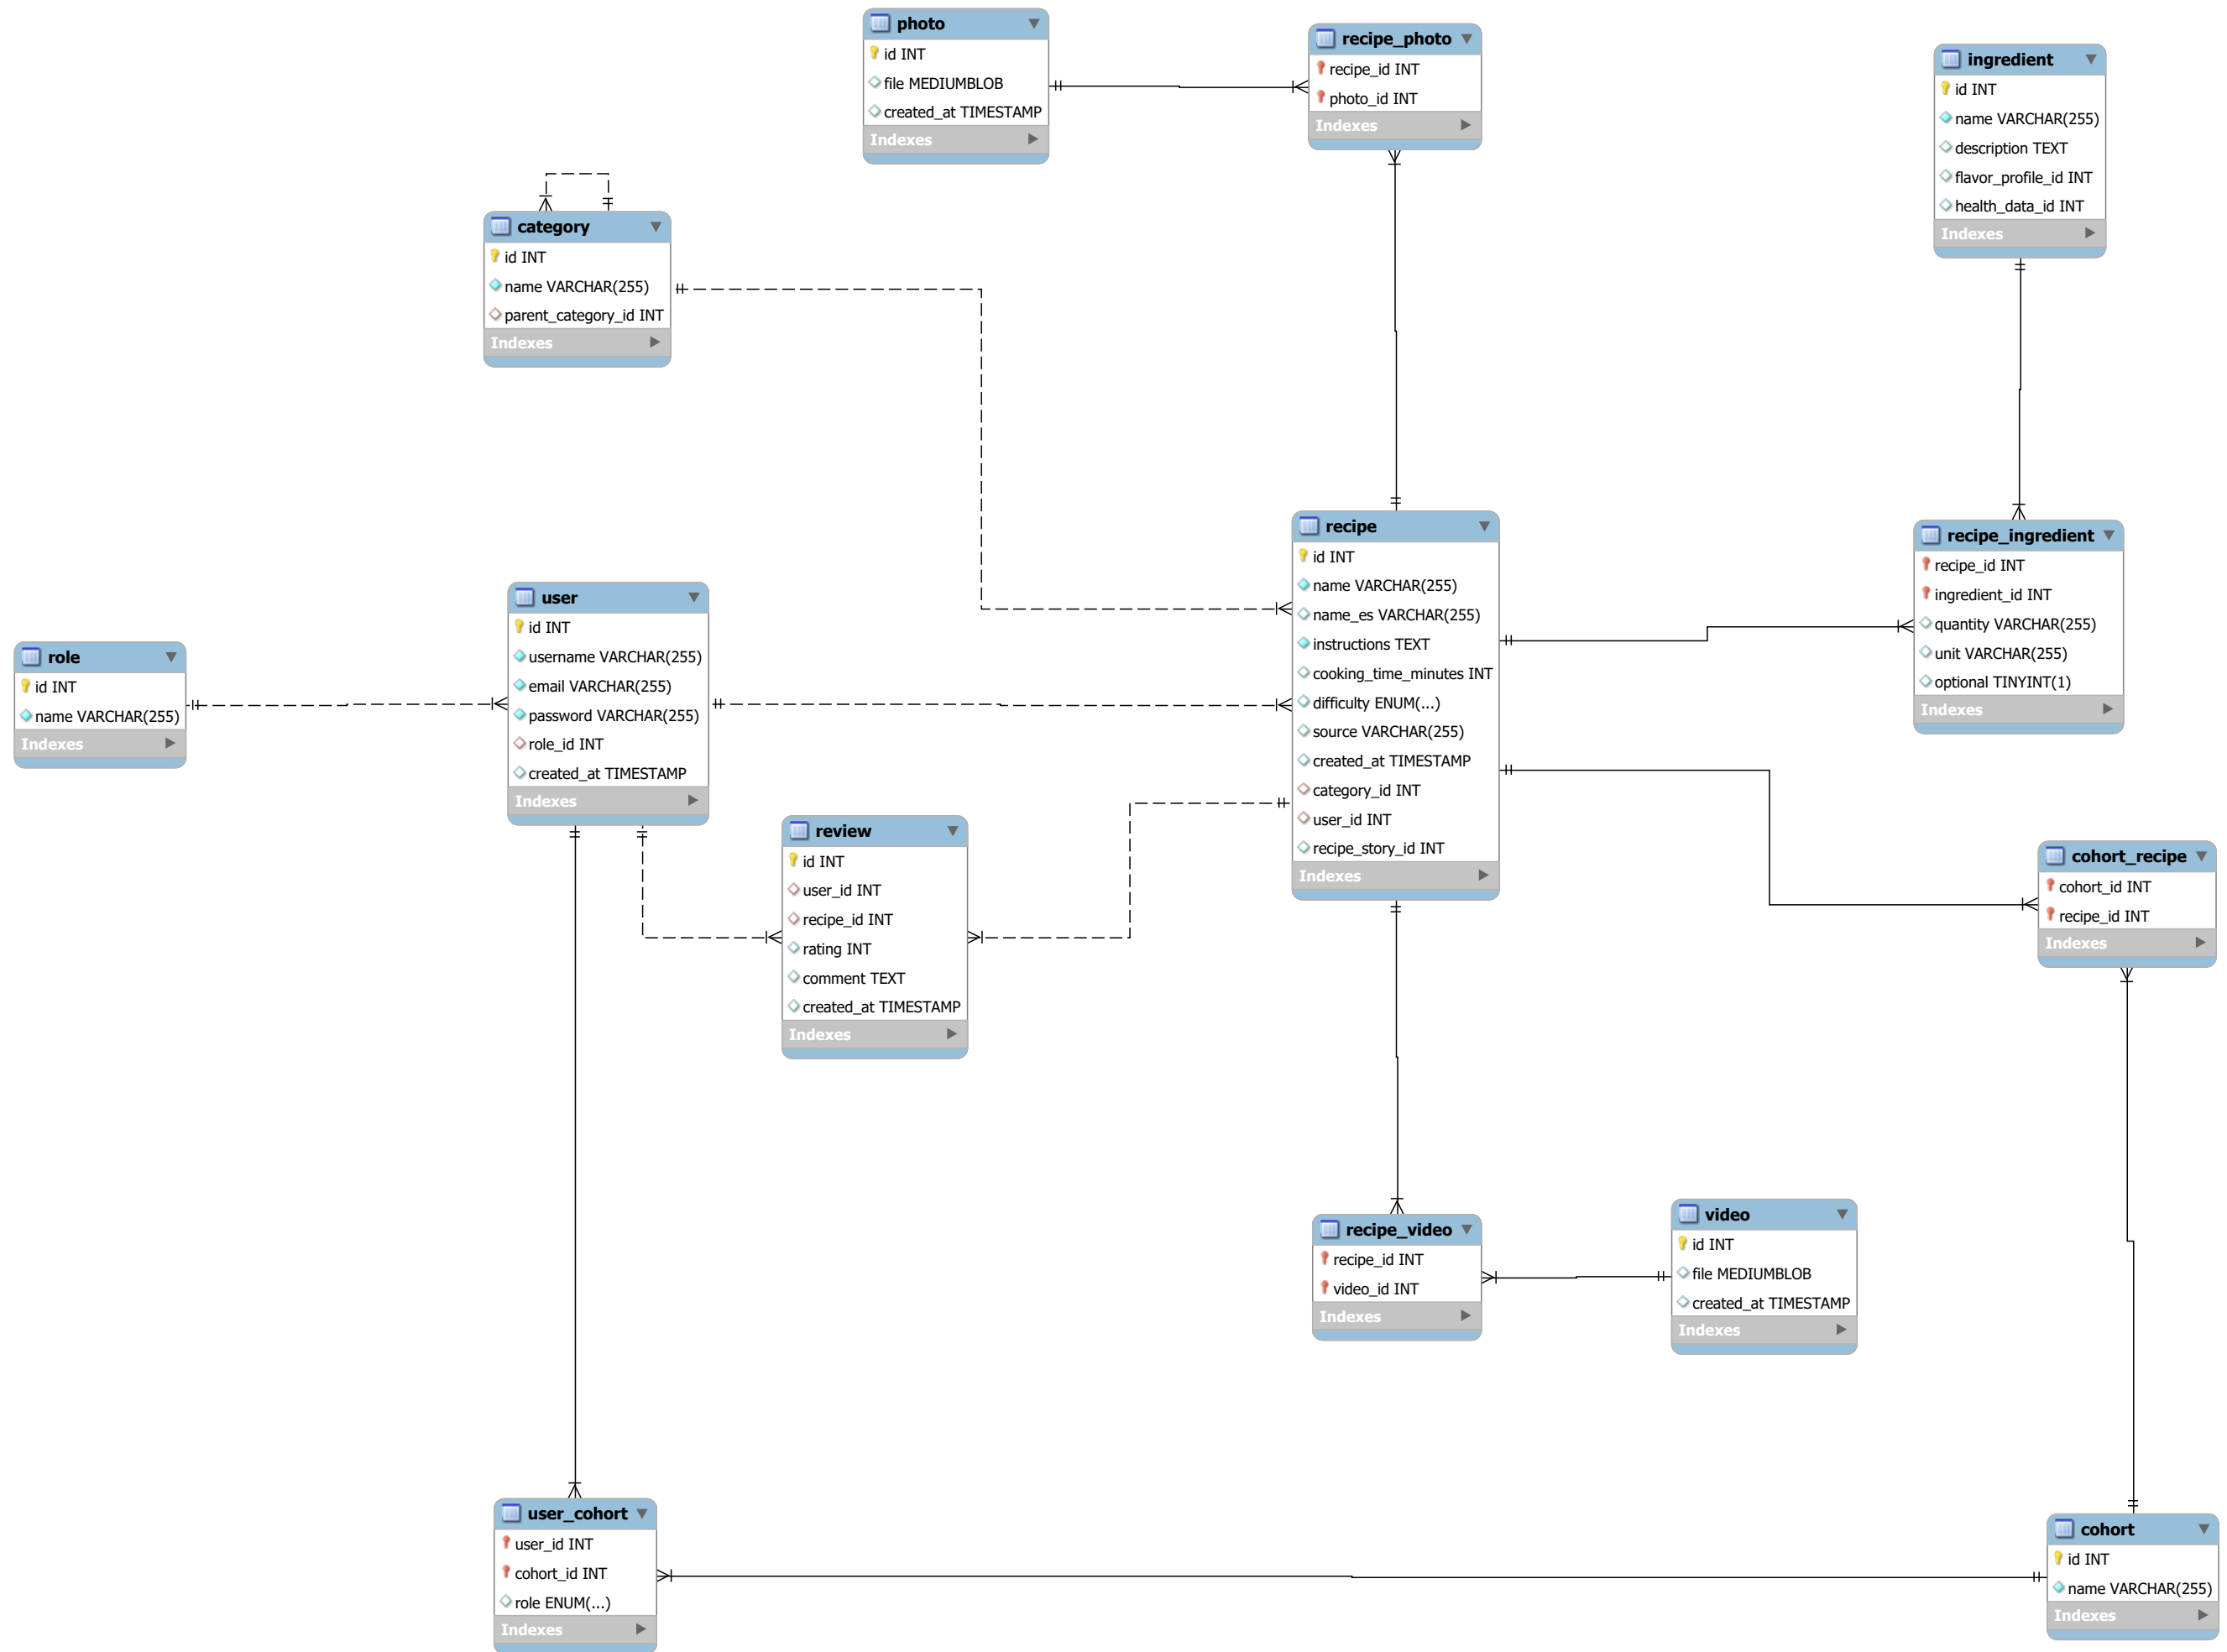 photo
id INT
file MEDIUMBLOB
created_at TIMESTAMP
Indexes
recipe_photo
recipe_id INT
photo_id INT
Indexes
ingredient
id INT
name VARCHAR(255)
description TEXT
flavor_profile_id INT
health_data_id INT
Indexes
category
id INT
name VARCHAR(255)
parent_category_id INT
Indexes
recipe
id INT
name VARCHAR(255)
name_es VARCHAR(255)
instructions TEXT
cooking_time_minutes INT
difficulty ENUM(...)
source VARCHAR(255)
created_at TIMESTAMP
category_id INT
user_id INT
recipe_story_id INT
Indexes
recipe_ingredient
recipe_id INT
ingredient_id INT
quantity VARCHAR(255)
unit VARCHAR(255)
optional TINYINT(1)
Indexes
user
id INT
username VARCHAR(255)
email VARCHAR(255)
password VARCHAR(255)
role_id INT
created_at TIMESTAMP
Indexes
role
id INT
name VARCHAR(255)
Indexes
review
id INT
user_id INT
recipe_id INT
rating INT
comment TEXT
created_at TIMESTAMP
Indexes
cohort_recipe
cohort_id INT
recipe_id INT
Indexes
recipe_video
recipe_id INT
video_id INT
Indexes
video
id INT
file MEDIUMBLOB
created_at TIMESTAMP
Indexes
user_cohort
user_id INT
cohort_id INT
role ENUM(...)
Indexes
cohort
id INT
name VARCHAR(255)
Indexes